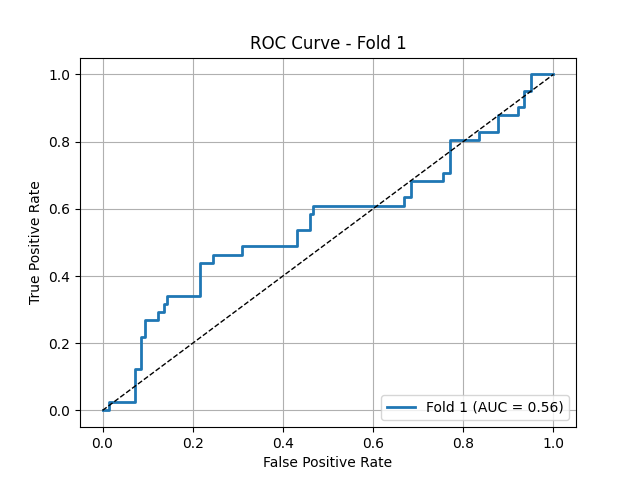 ROC Curve - Fold 1
1.0
0.8
0.6
0.4
0.2
0.0
True Positive Rate
Fold 1 (AUC = 0.56)
0.0 0.2 0.4 0.6 0.8 1.0
False Positive Rate